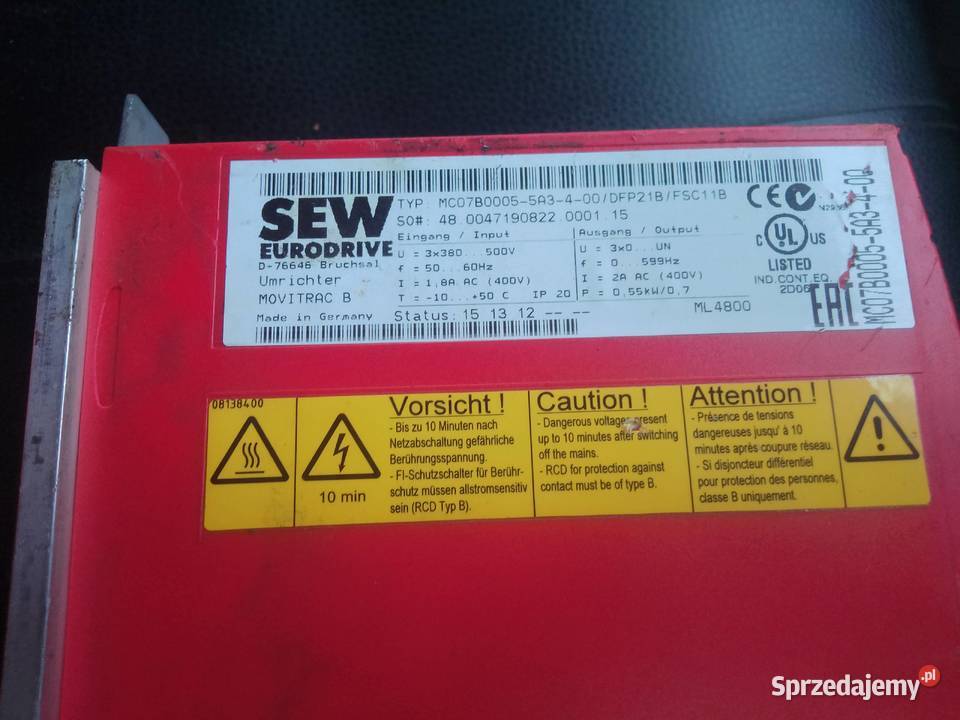 SEW
EURODRIVE
D-76646 Bruchsal
Umrichter
MOVITRAC B
Made in Germany
TYP: MC07B0005-5A3-4-00/DFP21B/FSC11B
SO#: 48.0047190822.0001.15
Eingang / Input
U = 3x380...500V
f = 50...60Hz
I = 1,8A AC (400V)
T = -10...+50 C IP 20
Status: 15 13 12 -- --
Ausgang / Output
U = 3x0...UN
f = 0...599Hz
I = 2A AC (400V)
P = 0,55kW/0,7
ML4800
CE
C UL US
LISTED
IND.CONT.EQ.
2D06
EAC
MC07B0005-5A3-4-00
08138400
10 min
Vorsicht !
- Bis zu 10 Minuten nach
Netzabschaltung gefährliche
Berührungsspannung.
- FI-Schutzschalter für Berühr-
schutz müssen allstromsensitiv
sein (RCD Typ B).
Caution !
- Dangerous voltages present
up to 10 minutes after switching
off the mains.
- RCD for protection against
contact must be of type B.
Attention !
- Présence de tensions
dangereuses jusqu' à 10
minutes après coupure réseau.
- Si disjoncteur différentiel
pour protection des personnes,
classe B uniquement.
Sprzedajemy.pl